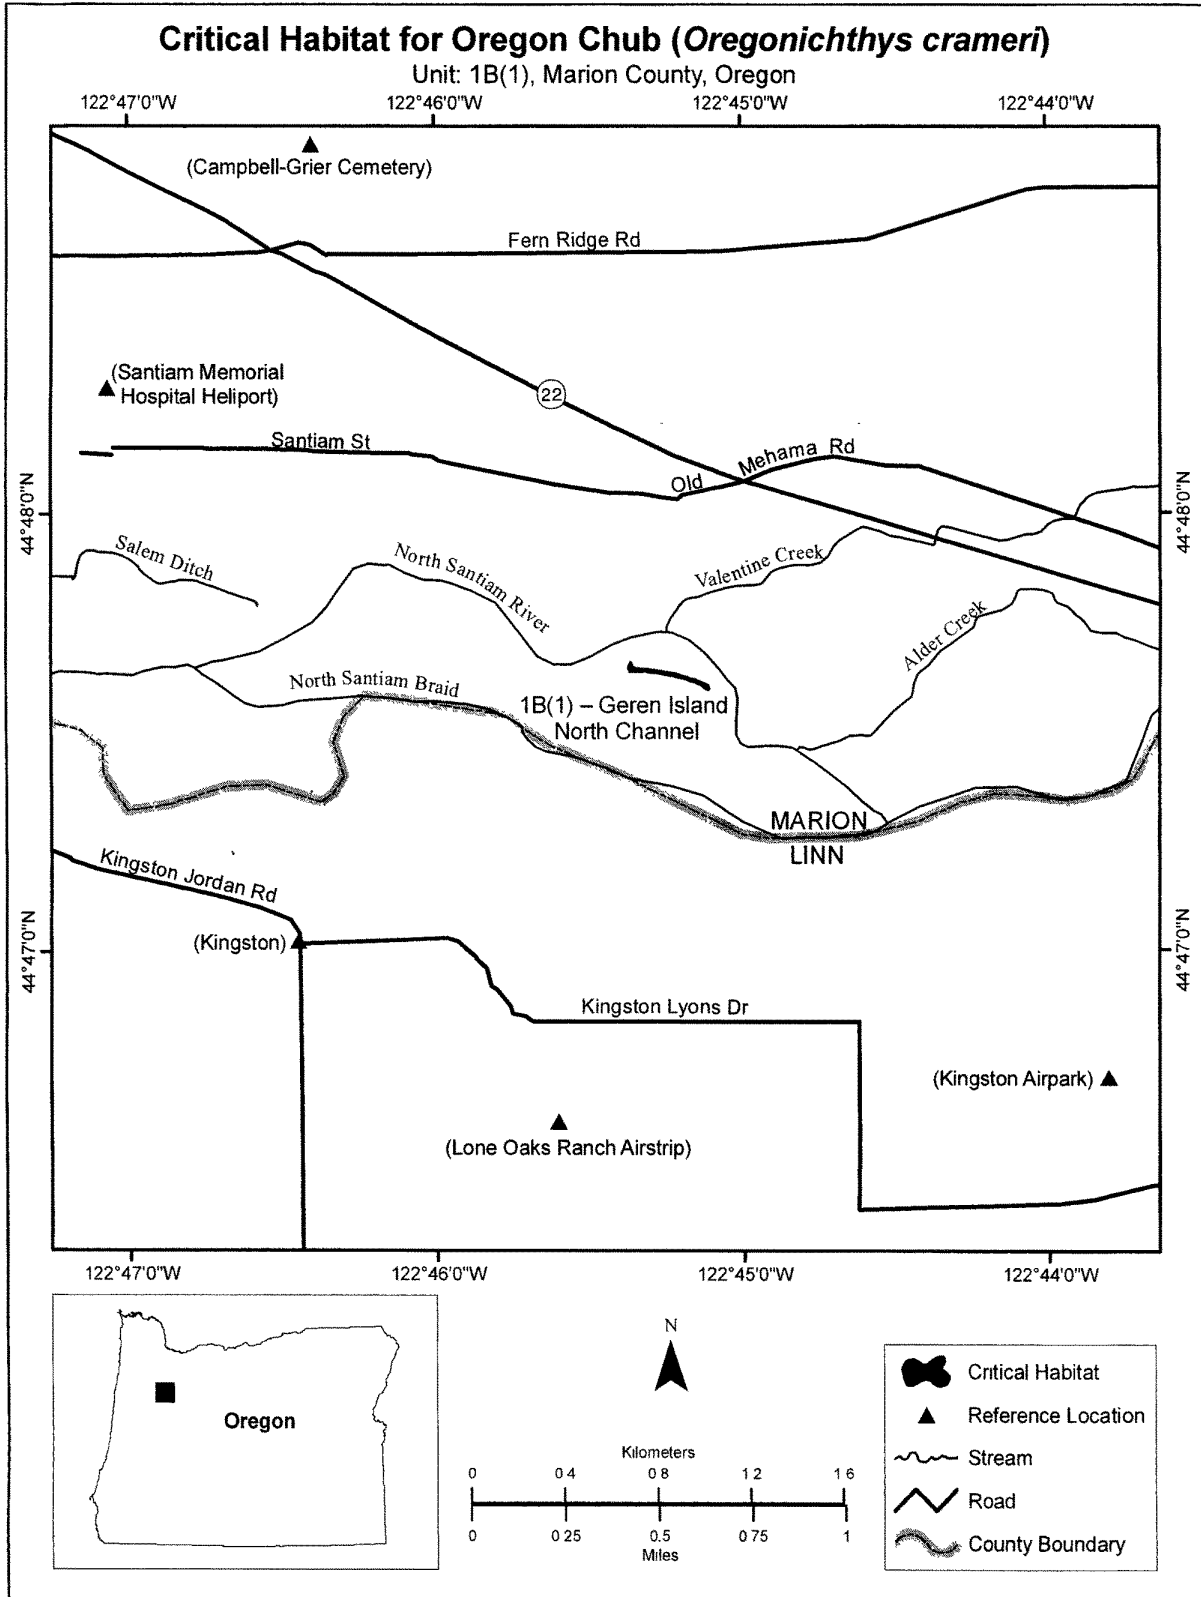 Critical Habitat for Oregon Chub (Oregonichthys crameri)
Unit: 1B(1), Marion County, Oregon
122°47'0"W 122°46'0"W 122°45'0"W 122°44'0"W
(Campbell-Grier Cemetery)
Fern Ridge Rd
(Santiam Memorial
Hospital Heliport)
22
Santiam St
Old Mehama Rd
44°48'0"N 44°48'0"N
Salem Ditch
North Santiam River
Valentine Creek
Alder Creek
North Santiam Braid
1B(1) – Geren Island
North Channel
MARION
LINN
Kingston Jordan Rd
(Kingston)
44°47'0"N 44°47'0"N
Kingston Lyons Dr
(Kingston Airpark)
(Lone Oaks Ranch Airstrip)
122°47'0"W 122°46'0"W 122°45'0"W 122°44'0"W
Oregon
N
Kilometers
0 0 4 0 8 1 2 1 6
0 0 25 0.5 0 75 1
Miles
Critical Habitat
Reference Location
Stream
Road
County Boundary